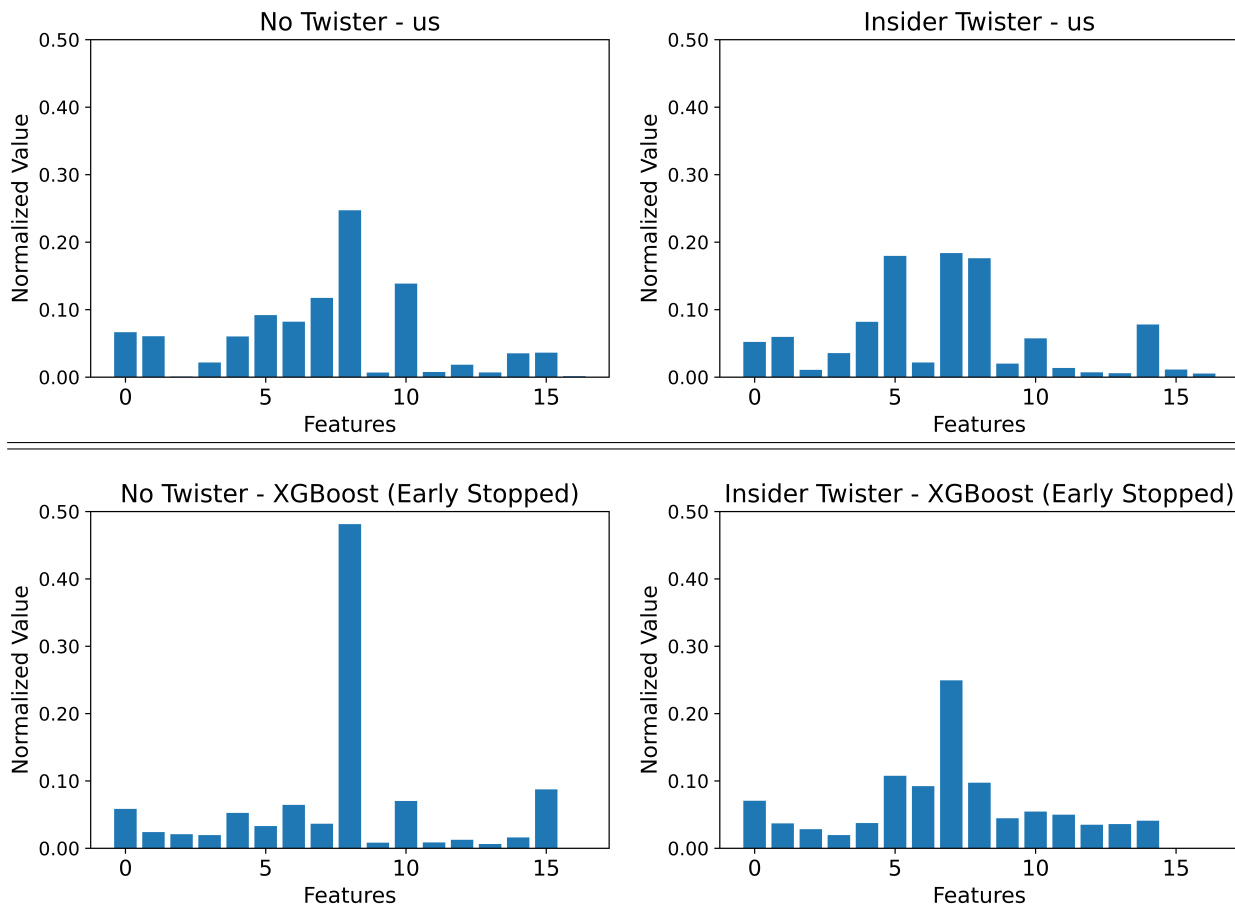 No Twister - us
Insider Twister - us
0.50
0.40
0.30
0.20
0.10
0.00
Normalized Value
0 5 10 15
Features
0.50
0.40
0.30
0.20
0.10
0.00
Normalized Value
0 5 10 15
Features
No Twister - XGBoost (Early Stopped)
Insider Twister - XGBoost (Early Stopped)
0.50
0.40
0.30
0.20
0.10
0.00
Normalized Value
0 5 10 15
Features
0.50
0.40
0.30
0.20
0.10
0.00
Normalized Value
0 5 10 15
Features